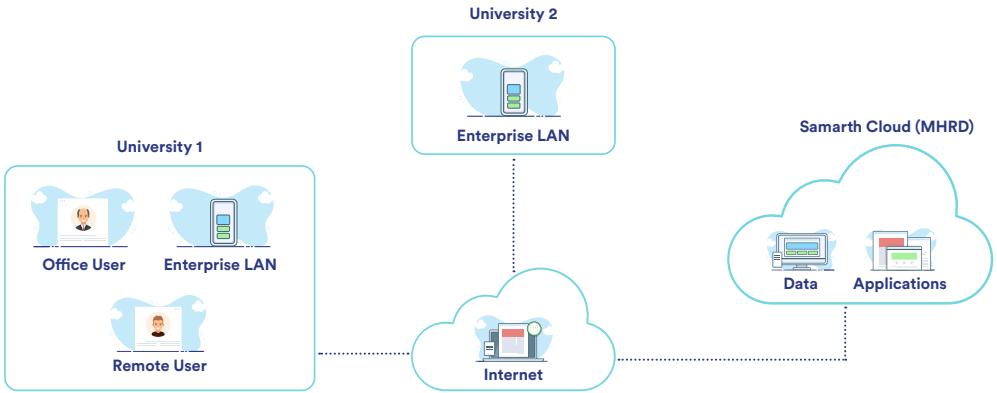 University 2
Enterprise LAN
Samarth Cloud (MHRD)
University 1
Office User
Enterprise LAN
Data
Applications
Remote User
Internet